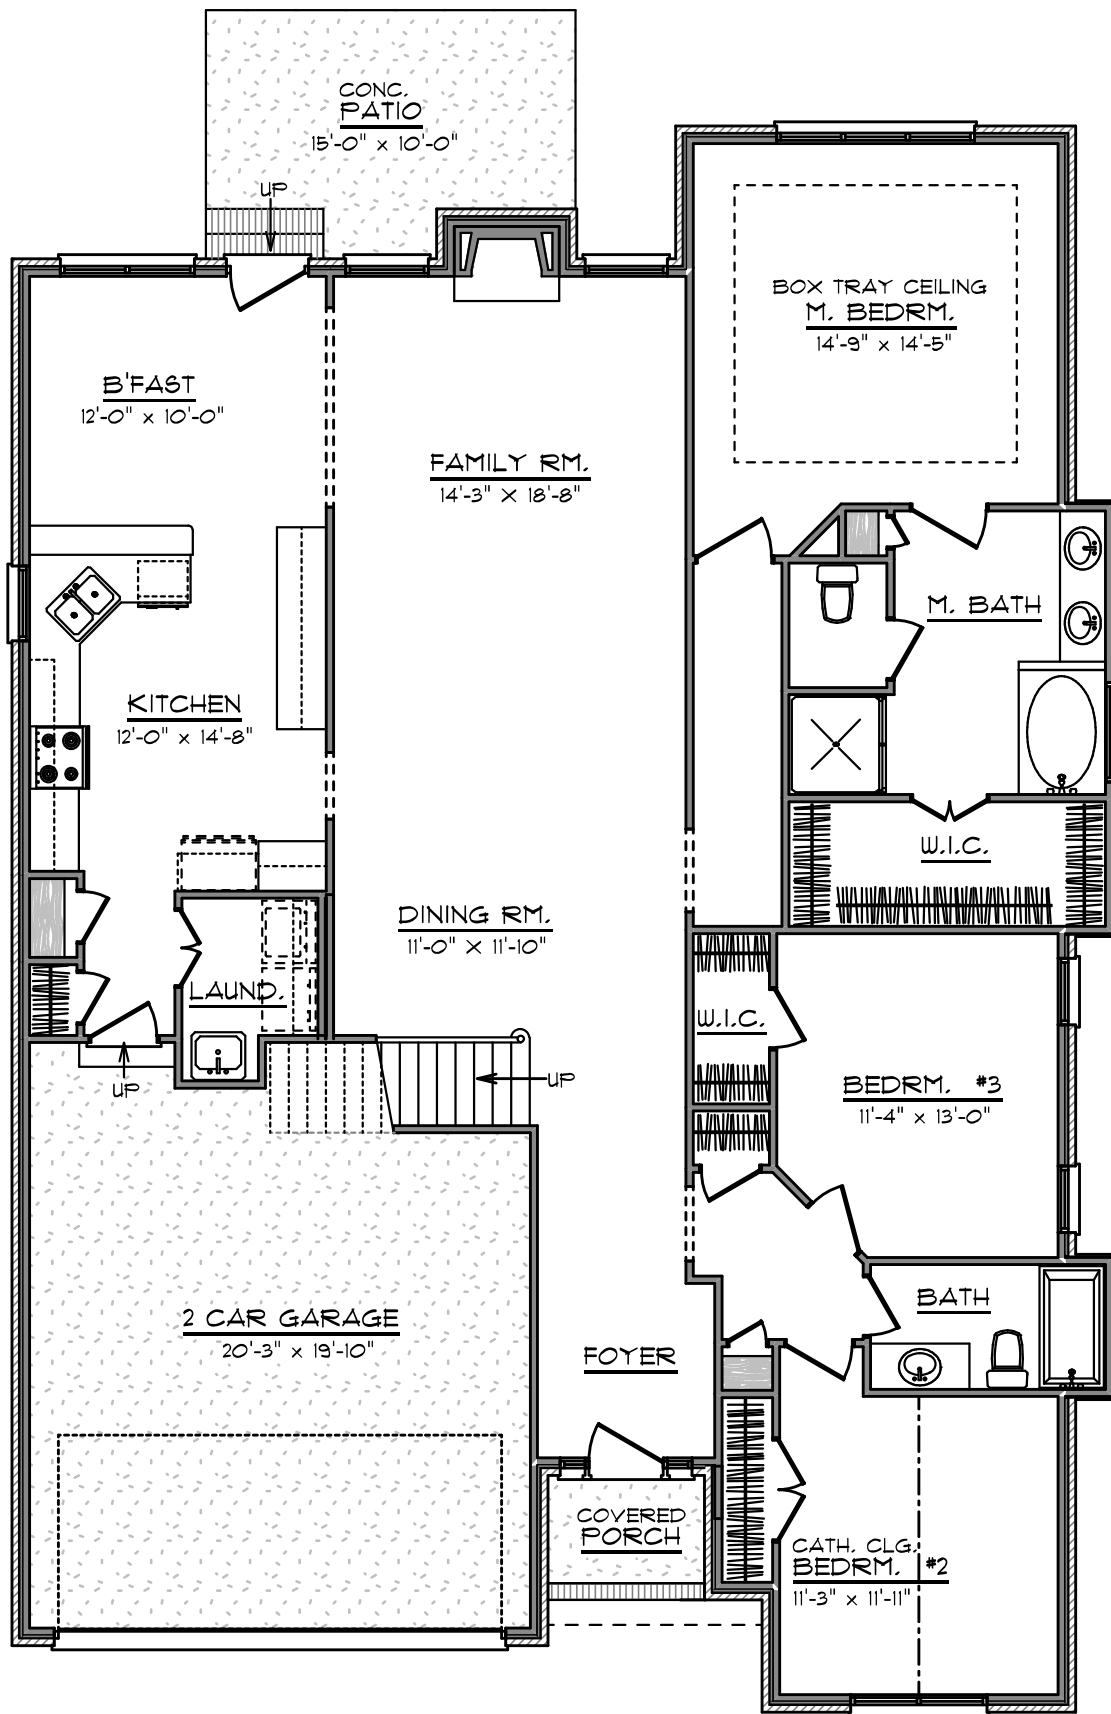 CONC.
PATIO
15'-0" x 10'-0"
UP
BOX TRAY CEILING
M. BEDRM.
14'-9" x 14'-5"
B'FAST
12'-0" x 10'-0"
FAMILY RM.
14'-3" X 18'-8"
M. BATH
KITCHEN
12'-0" x 14'-8"
W.I.C.
DINING RM.
11'-0" X 11'-10"
LAUND.
W.I.C.
UP
UP
BEDRM. #3
11'-4" x 13'-0"
2 CAR GARAGE
20'-3" x 19'-10"
BATH
FOYER
COVERED
PORCH
CATH. CLG.
BEDRM. #2
11'-3" x 11'-11"